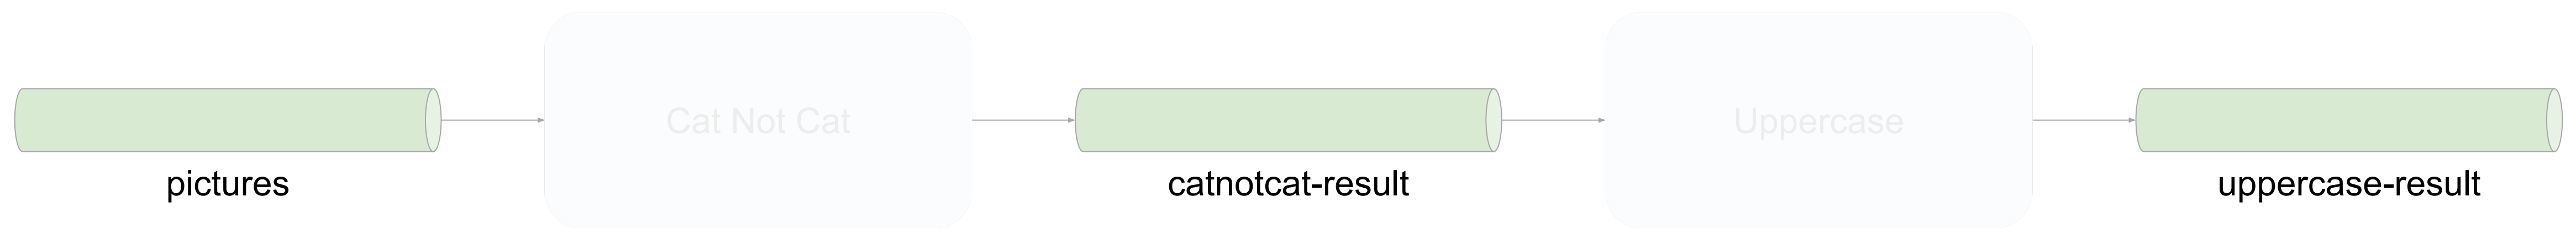 Cat Not Cat
Uppercase
pictures
catnotcat-result
uppercase-result